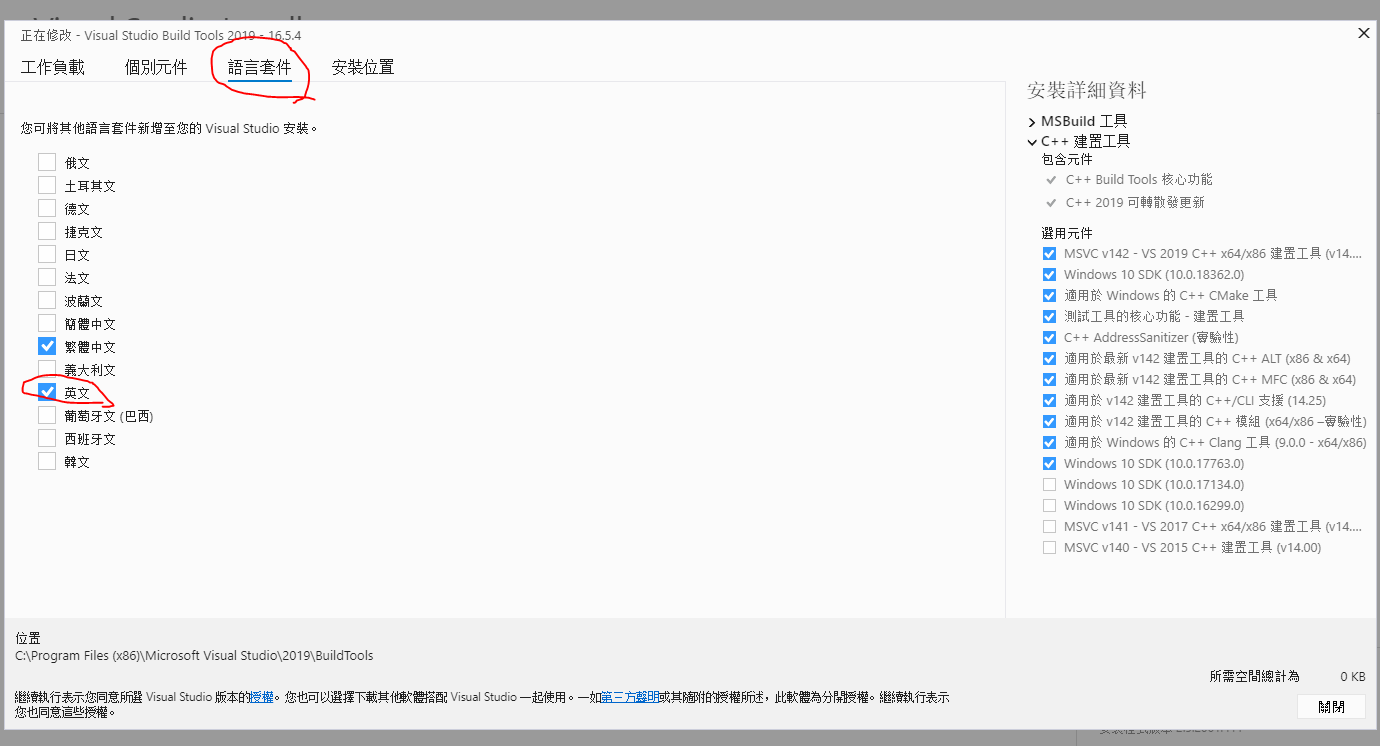 正在修改 - Visual Studio Build Tools 2019 - 16.5.4
工作負載 個別元件 語言套件 安裝位置
您可將其他語言套件新增至您的 Visual Studio 安裝。
俄文
土耳其文
德文
捷克文
日文
法文
波蘭文
簡體中文
繁體中文
義大利文
英文
葡萄牙文 (巴西)
西班牙文
韓文
安裝詳細資料
MSBuild 工具
C++ 建置工具
包含元件
C++ Build Tools 核心功能
C++ 2019 可轉散發更新
選用元件
MSVC v142 - VS 2019 C++ x64/x86 建置工具 (v14....
Windows 10 SDK (10.0.18362.0)
適用於 Windows 的 C++ CMake 工具
測試工具的核心功能 - 建置工具
C++ AddressSanitizer (實驗性)
適用於最新 v142 建置工具的 C++ ALT (x86 & x64)
適用於最新 v142 建置工具的 C++ MFC (x86 & x64)
適用於 v142 建置工具的 C++/CLI 支援 (14.25)
適用於 v142 建置工具的 C++ 模組 (x64/x86 –實驗性)
適用於 Windows 的 C++ Clang 工具 (9.0.0 - x64/x86)
Windows 10 SDK (10.0.17763.0)
Windows 10 SDK (10.0.17134.0)
Windows 10 SDK (10.0.16299.0)
MSVC v141 - VS 2017 C++ x64/x86 建置工具 (v14....
MSVC v140 - VS 2015 C++ 建置工具 (v14.00)
位置
C:\Program Files (x86)\Microsoft Visual Studio\2019\BuildTools
所需空間總計為 0 KB
繼續執行表示您同意所選 Visual Studio 版本的授權。您也可以選擇下載其他軟體搭配 Visual Studio 一起使用。一如第三方聲明或其隨附的授權所述，此軟體為分開授權。繼續執行表示
您也同意這些授權。
關閉